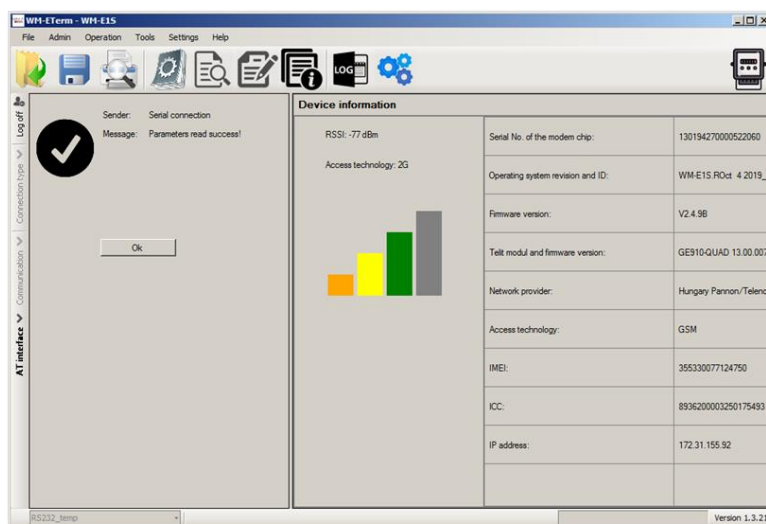 WM-ETerm - WM-E1S
File Admin Operation Tools Settings Help
LOG
Log off
Connection type
Communication
AT interface
Sender: Serial connection
Message: Parameters read success!
Ok
Device information
RSSI: -77 dBm
Access technology: 2G
Serial No. of the modem chip: 130194270000522060
Operating system revision and ID: WM-E1S.ROct 4 2019_
Firmware version: V2.4.9B
Telit modul and firmware version: GE910-QUAD 13.00.007
Network provider: Hungary Pannon/Teleno
Access technology: GSM
IMEI: 355330077124750
ICC: 8936200003250175493
IP address: 172.31.155.92
RS232_temp
Version 1.3.21